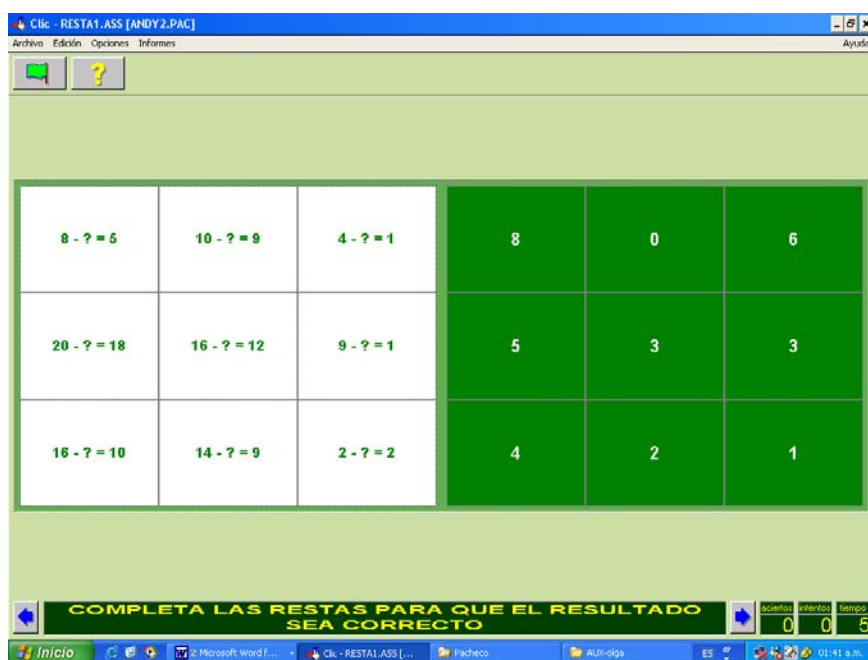 Clic - RESTA1.ASS [ANDY2.PAC]
Archivo Edición Opciones Informes Ayuda
8 - ? = 5 10 - ? = 9 4 - ? = 1 8 0 6
20 - ? = 18 16 - ? = 12 9 - ? = 1 5 3 3
16 - ? = 10 14 - ? = 9 2 - ? = 2 4 2 1
COMPLETA LAS RESTAS PARA QUE EL RESULTADO
SEA CORRECTO
aciertos intentos tiempo
0 0 5
Inicio 2 Microsoft Word f... Clic - RESTA1.ASS [... Pacheco AUX-olga ES 01:41 a.m.